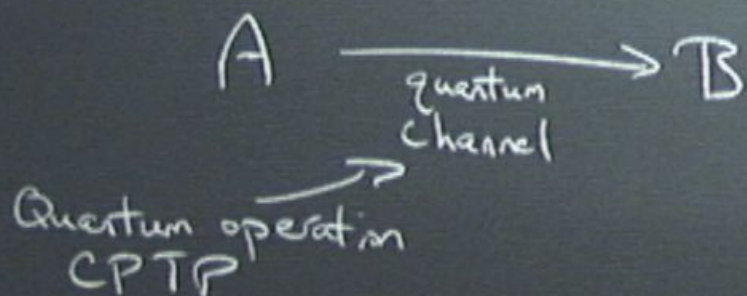 A → B
quantum
channel
Quantum operation
CPTP